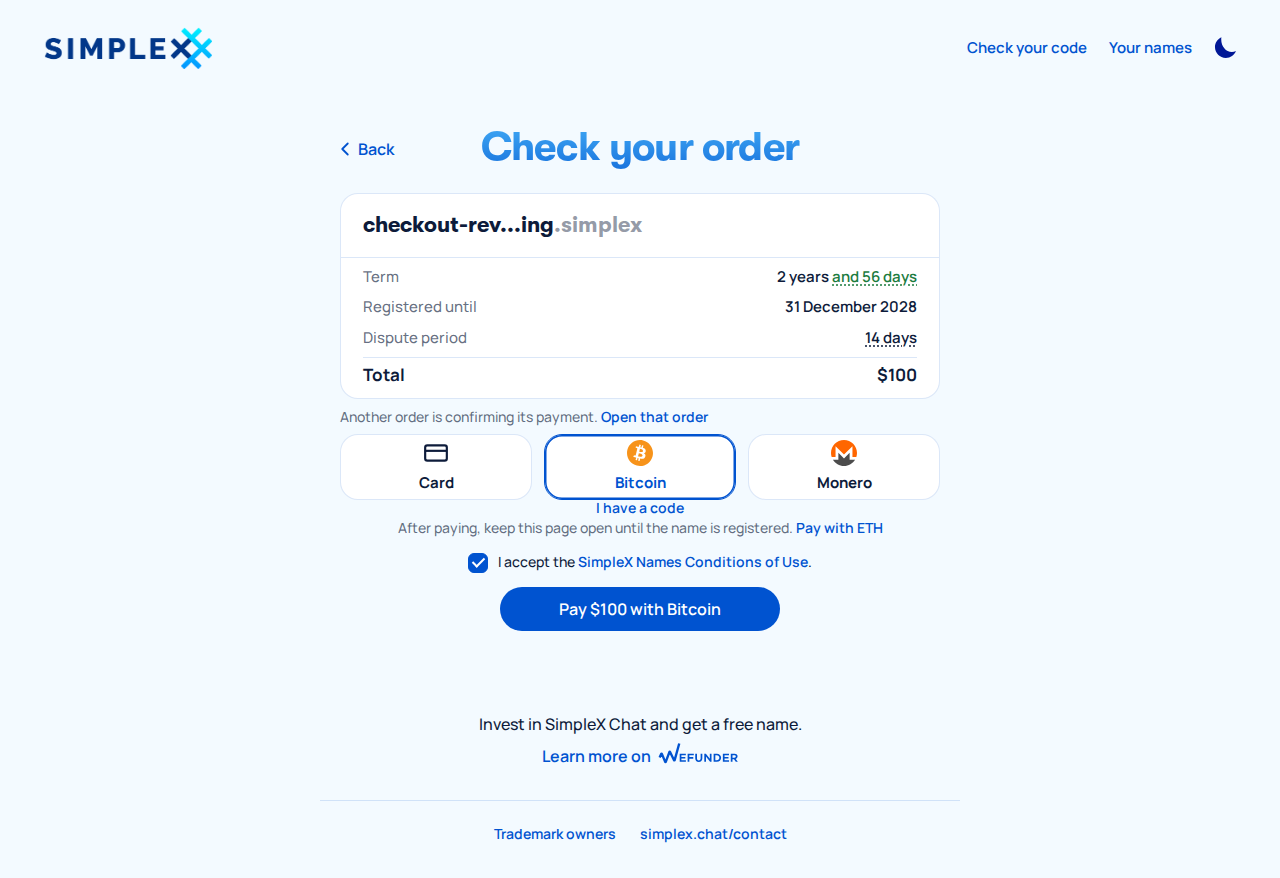 SIMPLEX
Check your code Your names
Back Check your order
checkout-rev...ing.simplex
Term 2 years and 56 days
Registered until 31 December 2028
Dispute period 14 days
Total $100
Another order is confirming its payment. Open that order
Card Bitcoin Monero
I have a code
After paying, keep this page open until the name is registered. Pay with ETH
I accept the SimpleX Names Conditions of Use.
Pay $100 with Bitcoin
Invest in SimpleX Chat and get a free name.
Learn more on WEFUNDER
Trademark owners simplex.chat/contact